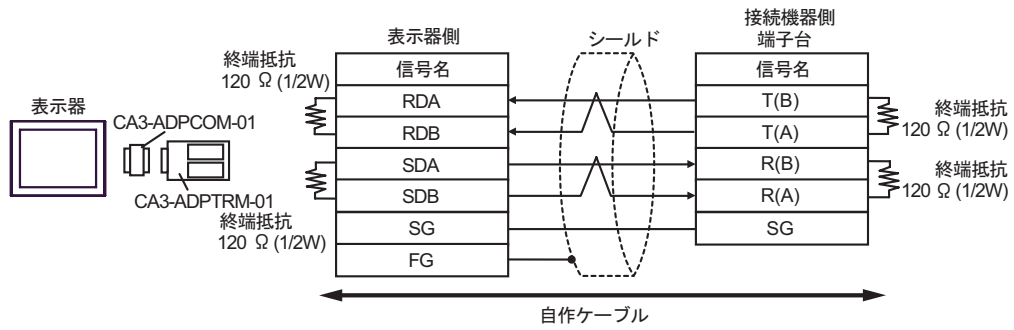 表示器
CA3-ADPCOM-01
CA3-ADPTRM-01
終端抵抗
120 Ω (1/2W)
終端抵抗
120 Ω (1/2W)
表示器側
信号名
RDA
RDB
SDA
SDB
SG
FG
シールド
接続機器側
端子台
信号名
T(B)
T(A)
R(B)
R(A)
SG
終端抵抗
120 Ω (1/2W)
終端抵抗
120 Ω (1/2W)
自作ケーブル